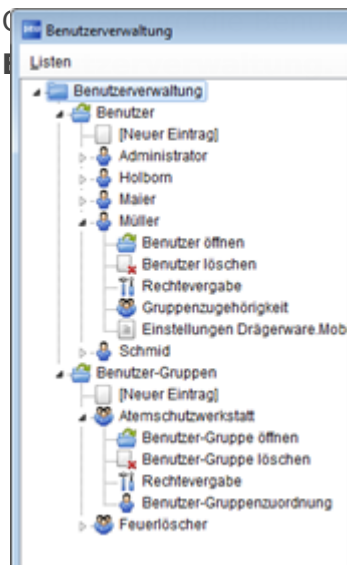 Benutzerverwaltung
Listen
Benutzerverwaltung
Benutzer
[Neuer Eintrag]
Administrator
Holborn
Maier
Müller
Benutzer öffnen
Benutzer löschen
Rechtevergabe
Gruppenzugehörigkeit
Einstellungen Drägerware.Mob
Schmid
Benutzer-Gruppen
[Neuer Eintrag]
Atemschutzwerkstatt
Benutzer-Gruppe öffnen
Benutzer-Gruppe löschen
Rechtevergabe
Benutzer-Gruppenzuordnung
Feuerlöscher